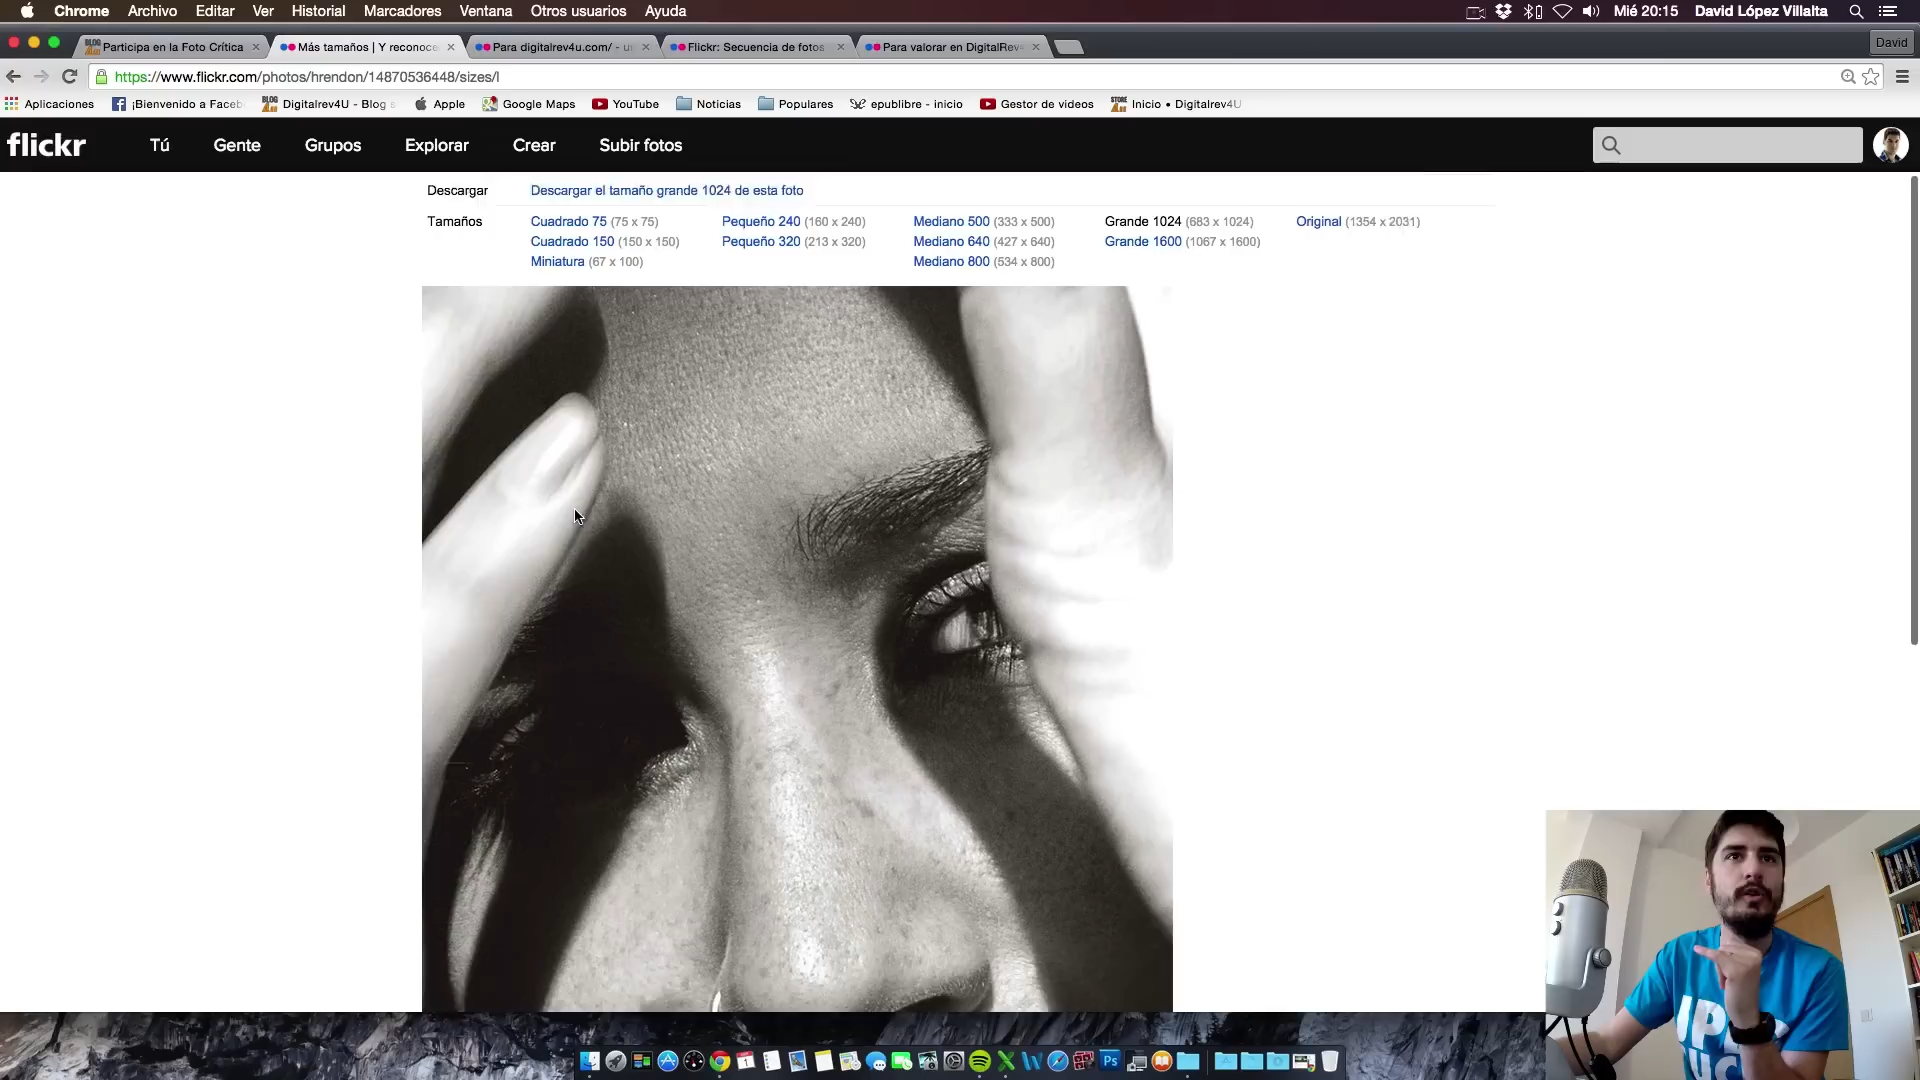 Chrome Archivo Editar Ver Historial Marcadores Ventana Otros usuarios Ayuda Mié 20:15 David López Villalta
Participa en la Foto Crítica Más tamaños | Y reconoce Para digitalrev4u.com/ - u Flickr: Secuencia de fotos Para valorar en DigitalRev David
https://www.flickr.com/photos/hrendon/14870536448/sizes/l
Aplicaciones ¡Bienvenido a Faceb Digitalrev4U - Blog s Apple Google Maps YouTube Noticias Populares epublibre - inicio Gestor de videos Inicio • Digitalrev4U
flickr Tú Gente Grupos Explorar Crear Subir fotos
Descargar Descargar el tamaño grande 1024 de esta foto
Tamaños Cuadrado 75 (75 x 75) Pequeño 240 (160 x 240) Mediano 500 (333 x 500) Grande 1024 (683 x 1024) Original (1354 x 2031)
Cuadrado 150 (150 x 150) Pequeño 320 (213 x 320) Mediano 640 (427 x 640) Grande 1600 (1067 x 1600)
Miniatura (67 x 100) Mediano 800 (534 x 800)
Ps